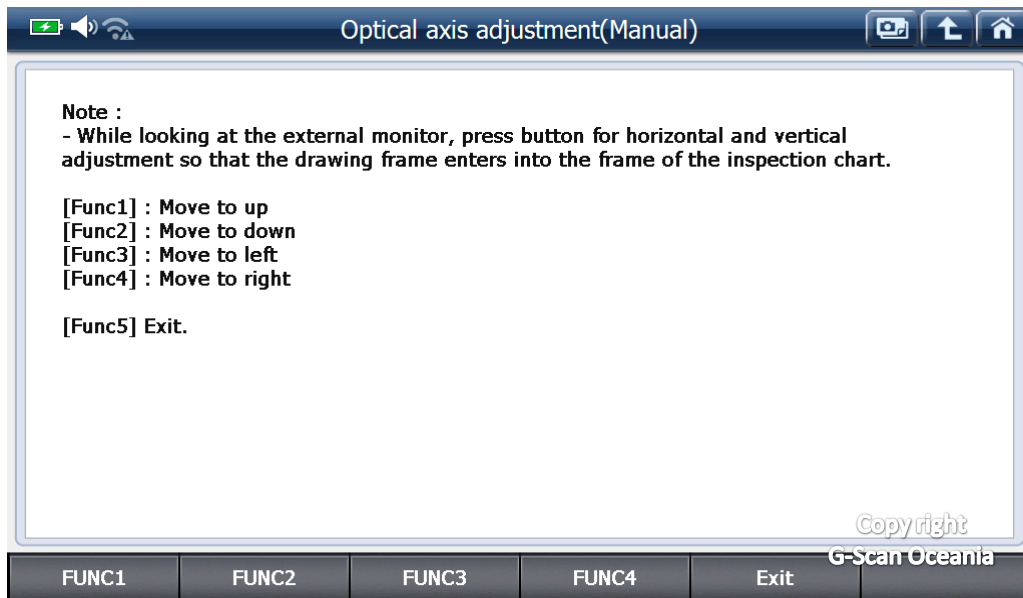 Optical axis adjustment(Manual)
Note :
- While looking at the external monitor, press button for horizontal and vertical
adjustment so that the drawing frame enters into the frame of the inspection chart.
[Func1] : Move to up
[Func2] : Move to down
[Func3] : Move to left
[Func4] : Move to right
[Func5] Exit.
Copy right
G-Scan Oceania
FUNC1 FUNC2 FUNC3 FUNC4 Exit